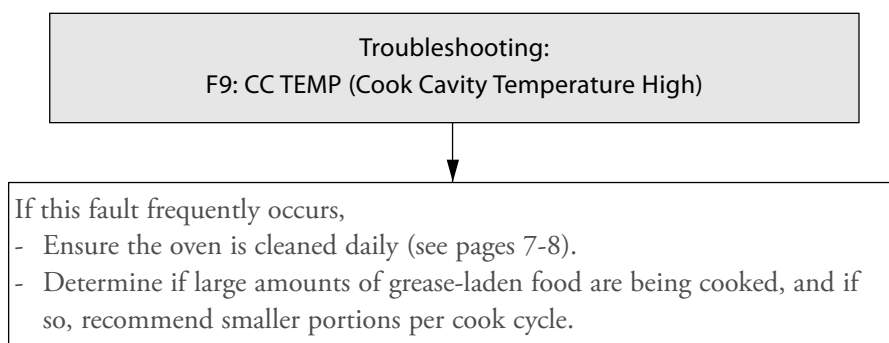 Troubleshooting:
F9: CC TEMP (Cook Cavity Temperature High)
If this fault frequently occurs,
- Ensure the oven is cleaned daily (see pages 7-8).
- Determine if large amounts of grease-laden food are being cooked, and if
so, recommend smaller portions per cook cycle.